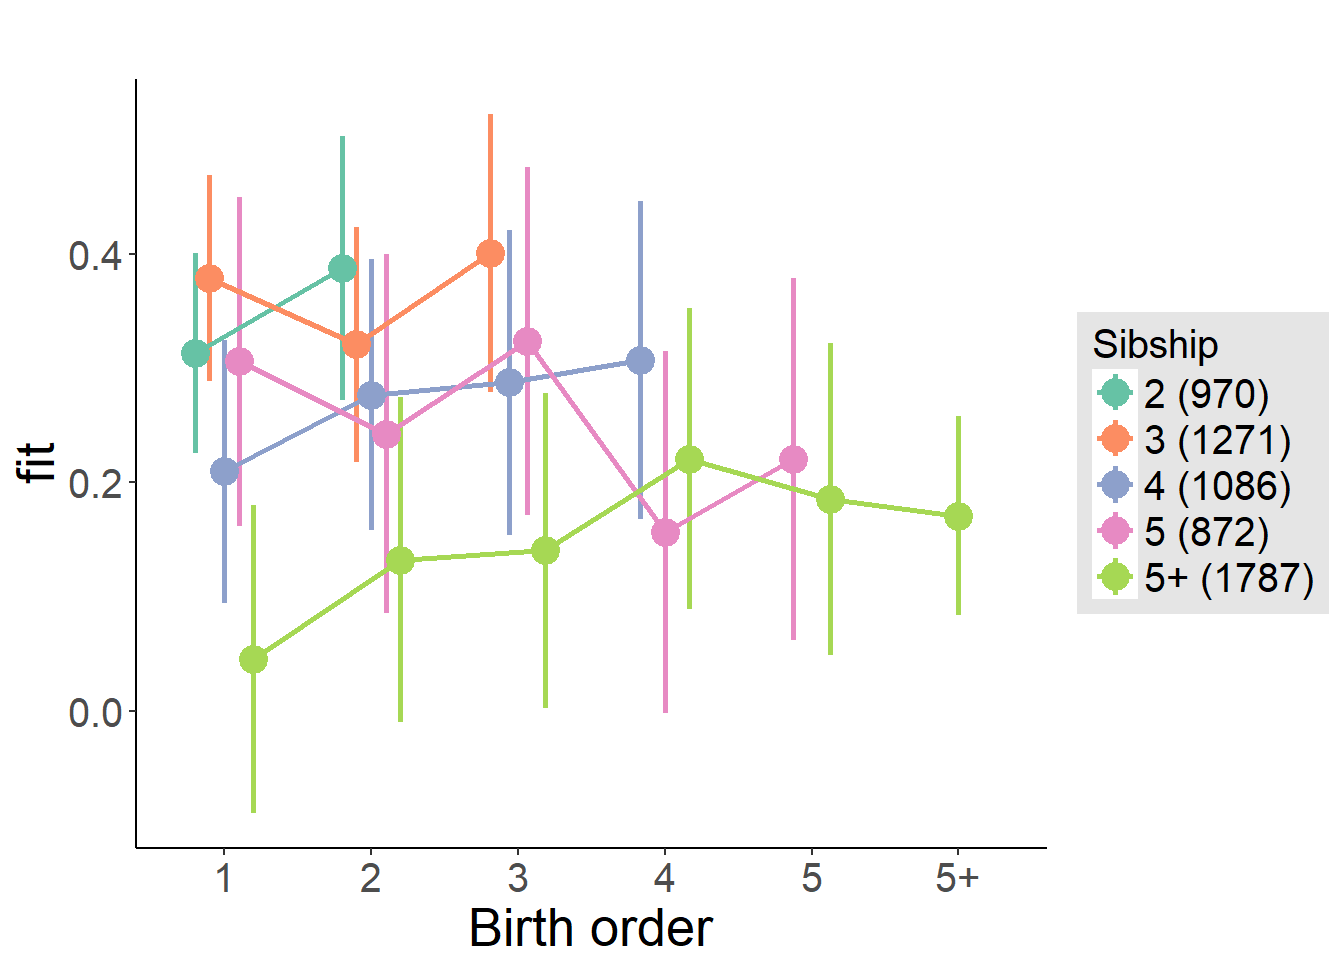 fit
0.4
0.2
0.0
1 2 3 4 5 5+
Birth order
Sibship
2 (970)
3 (1271)
4 (1086)
5 (872)
5+ (1787)